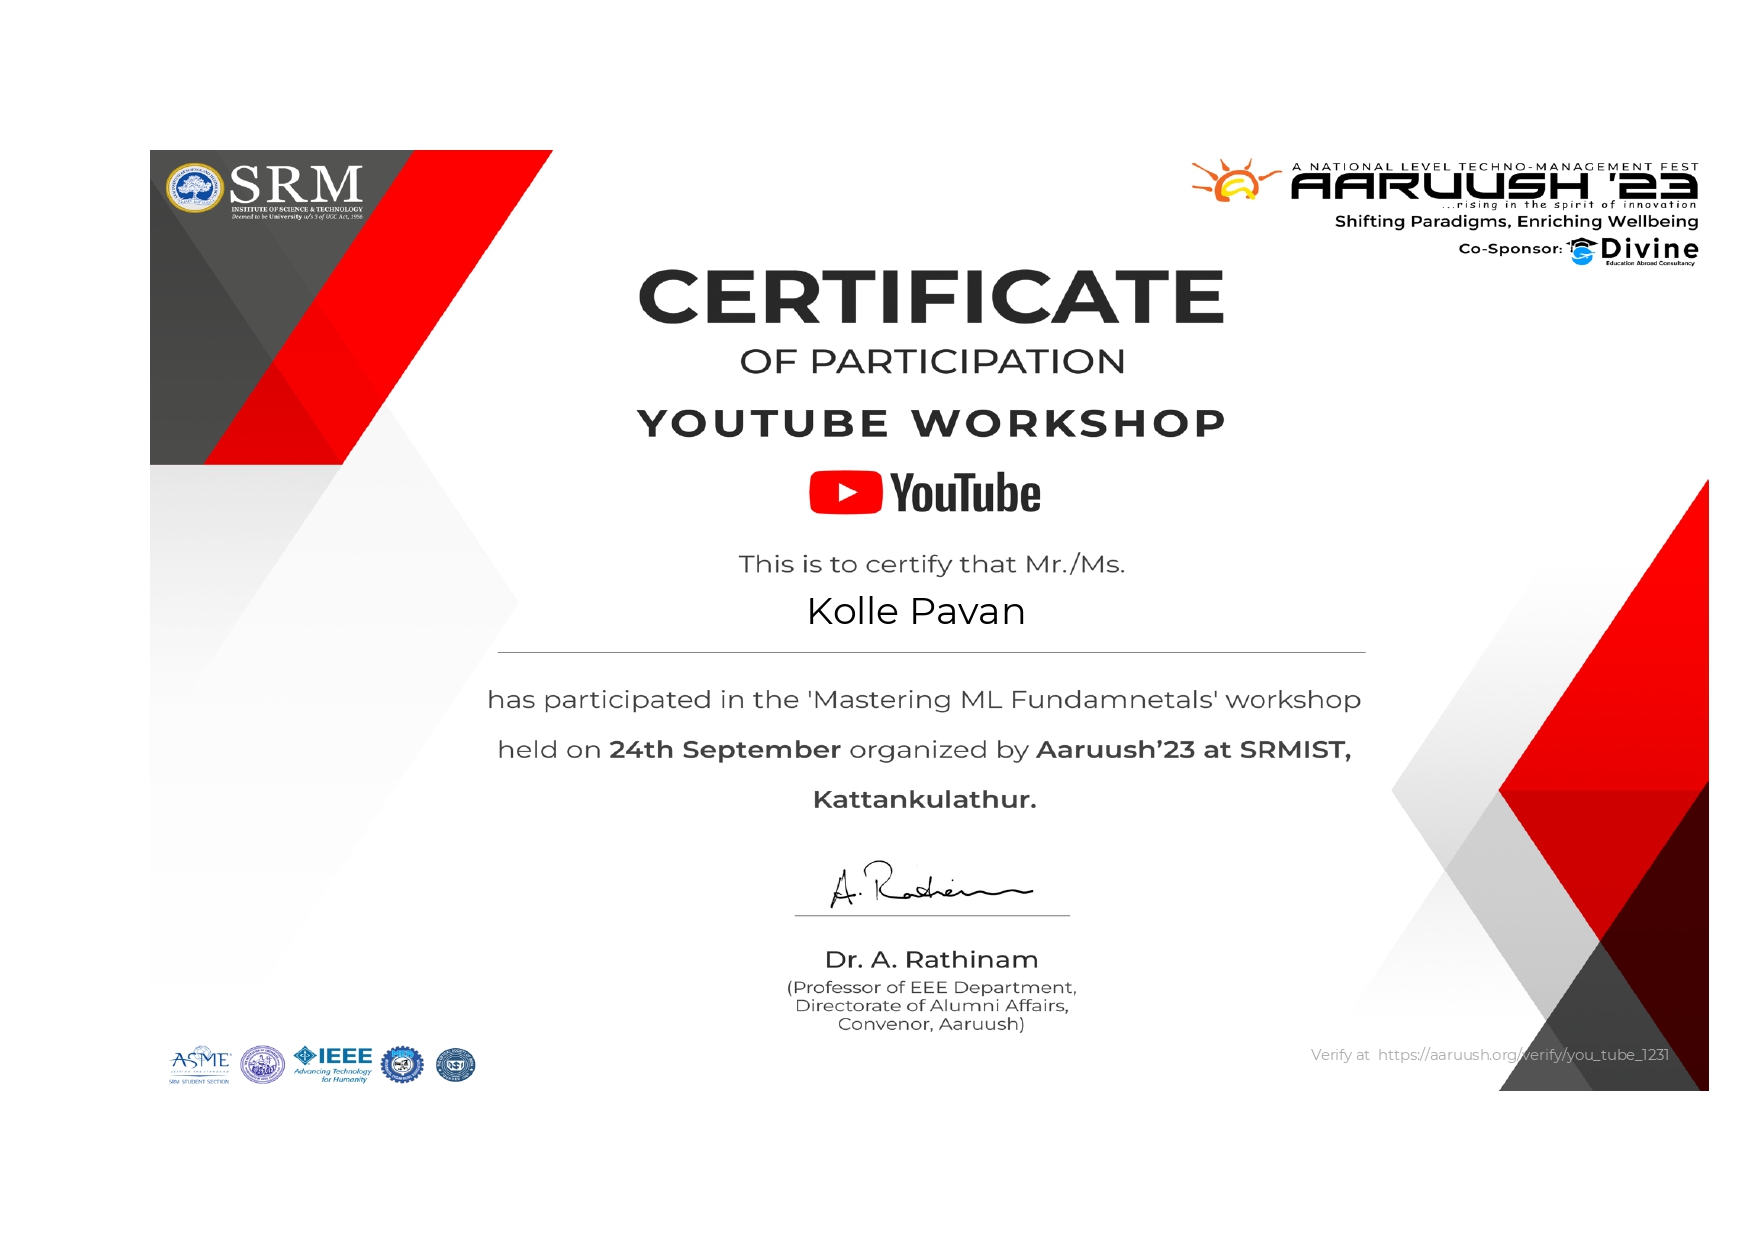 SRM
INSTITUTE OF SCIENCE & TECHNOLOGY
Deemed to be University u/s 3 of UGC Act, 1956
A NATIONAL LEVEL TECHNO-MANAGEMENT FEST
AARUUSH '23
...rising in the spirit of innovation
Shifting Paradigms, Enriching Wellbeing
Co-Sponsor: Divine
Education Abroad Consultancy
CERTIFICATE
OF PARTICIPATION
YOUTUBE WORKSHOP
YouTube
This is to certify that Mr./Ms.
Kolle Pavan
has participated in the 'Mastering ML Fundamnetals' workshop
held on 24th September organized by Aaruush’23 at SRMIST,
Kattankulathur.
A. Rathinam
Dr. A. Rathinam
(Professor of EEE Department,
Directorate of Alumni Affairs,
Convenor, Aaruush)
ASME
SRM STUDENT SECTION
IEEE
Advancing Technology
for Humanity
Verify at https://aaruush.org/verify/you_tube_1231